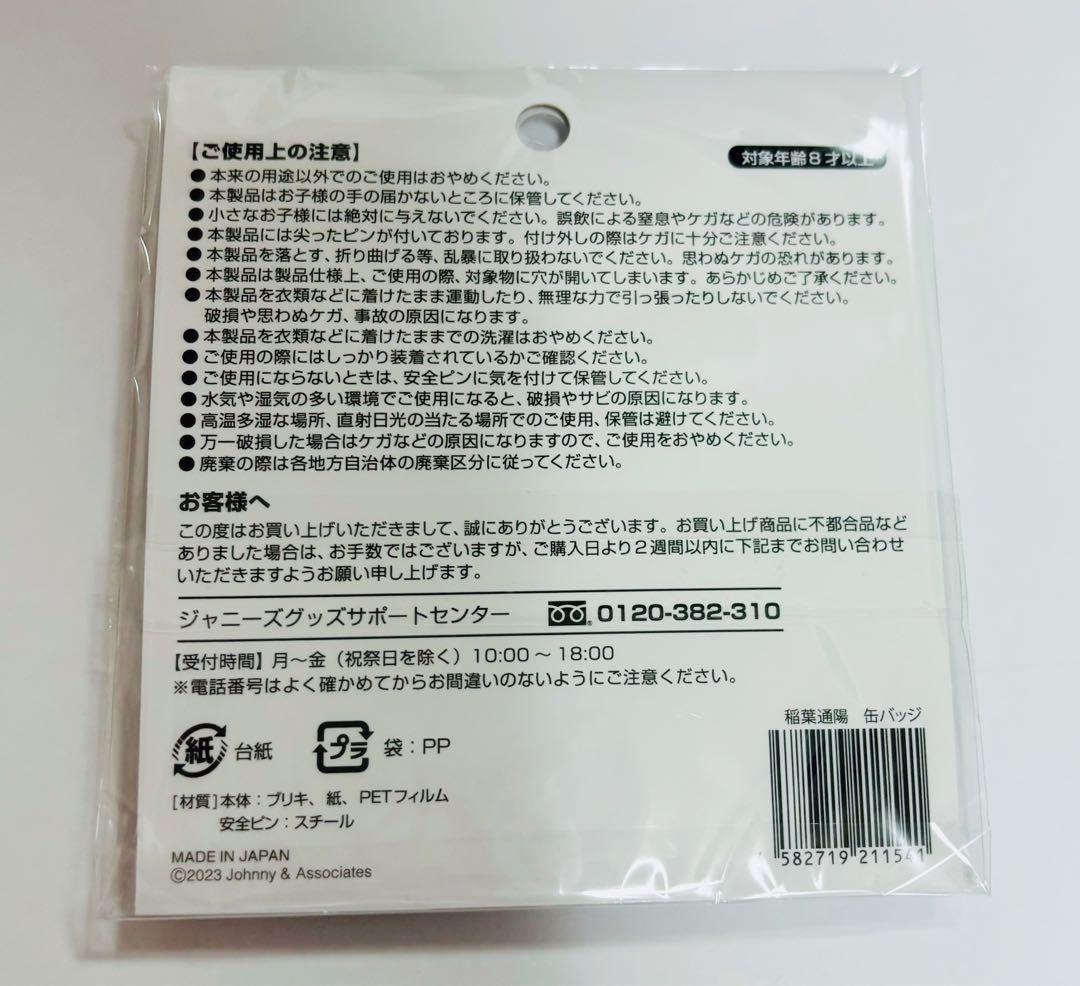 【ご使用上の注意】
対象年齢8才以上
●本来の用途以外でのご使用はおやめください。
●本製品はお子様の手の届かないところに保管してください。
●小さなお子様には絶対に与えないでください。誤飲による窒息やケガなどの危険があります。
●本製品には尖ったピンが付いております。付け外しの際はケガに十分ご注意ください。
●本製品を落とす、折り曲げる等、乱暴に取り扱わないでください。思わぬケガの恐れがあります。
●本製品は製品仕様上、ご使用の際、対象物に穴が開いてしまいます。あらかじめご了承ください。
●本製品を衣類などに着けたまま運動したり、無理な力で引っ張ったりしないでください。
破損や思わぬケガ、事故の原因になります。
●本製品を衣類などに着けたままでの洗濯はおやめください。
●ご使用の際にはしっかり装着されているかご確認ください。
●ご使用にならないときは、安全ピンに気を付けて保管してください。
●水気や湿気の多い環境でご使用になると、破損やサビの原因になります。
●高温多湿な場所、直射日光の当たる場所でのご使用、保管は避けてください。
●万一破損した場合はケガなどの原因になりますので、ご使用をおやめください。
●廃棄の際は各地方自治体の廃棄区分に従ってください。
お客様へ
この度はお買い上げいただきまして、誠にありがとうございます。お買い上げ商品に不都合品など
ありました場合は、お手数ではございますが、ご購入日より2週間以内に下記までお問い合わせ
いただきますようお願い申し上げます。
ジャニーズグッズサポートセンター 0120-382-310
【受付時間】月〜金（祝祭日を除く）10:00〜18:00
※電話番号はよく確かめてからお間違いのないようにご注意ください。
稲葉通陽 缶バッジ
紙 台紙 プラ 袋：PP
[材質]本体：ブリキ、紙、PETフィルム
安全ピン：スチール
MADE IN JAPAN
©2023 Johnny & Associates
4 582719 211541